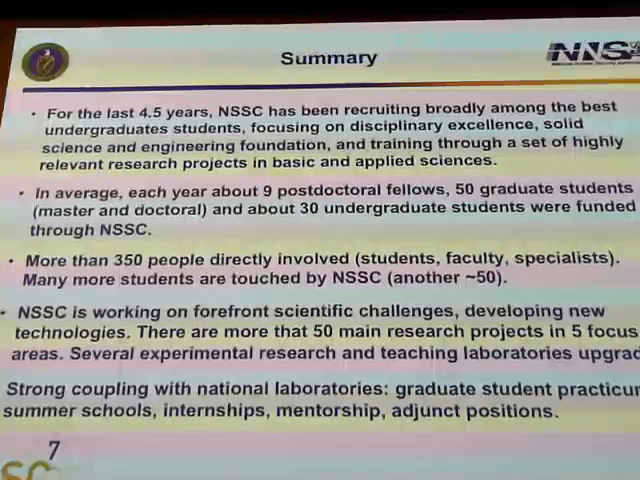 Summary
NNSA
• For the last 4.5 years, NSSC has been recruiting broadly among the best
undergraduates students, focusing on disciplinary excellence, solid
science and engineering foundation, and training through a set of highly
relevant research projects in basic and applied sciences.
• In average, each year about 9 postdoctoral fellows, 50 graduate students
(master and doctoral) and about 30 undergraduate students were funded
through NSSC.
• More than 350 people directly involved (students, faculty, specialists).
Many more students are touched by NSSC (another ~50).
• NSSC is working on forefront scientific challenges, developing new
technologies. There are more that 50 main research projects in 5 focus
areas. Several experimental research and teaching laboratories upgrad
Strong coupling with national laboratories: graduate student practicum
summer schools, internships, mentorship, adjunct positions.
7
SC